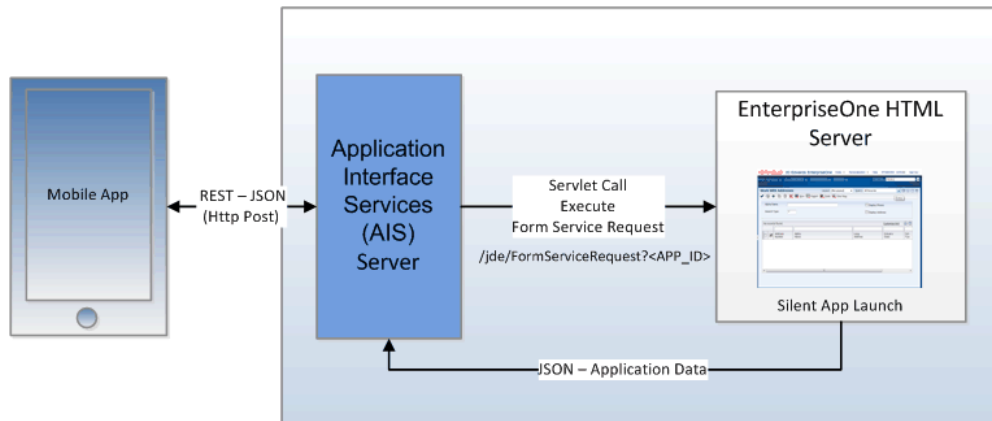 Mobile App
REST – JSON
(Http Post)
Application
Interface
Services
(AIS)
Server
Servlet Call
Execute
Form Service Request
/jde/FormServiceRequest?<APP_ID>
EnterpriseOne HTML
Server
Silent App Launch
JSON – Application Data